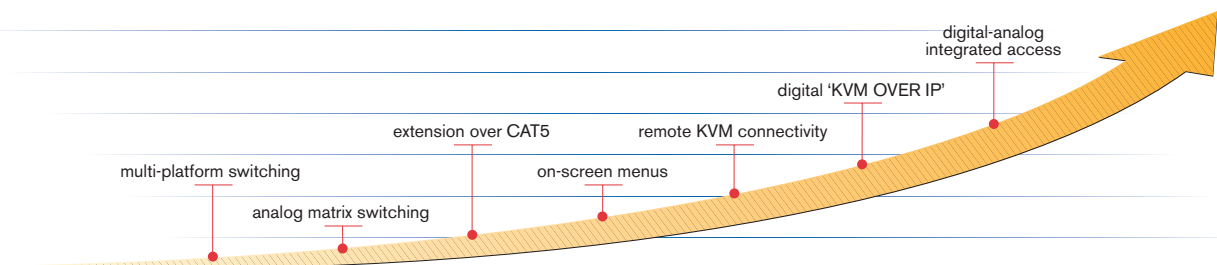 multi-platform switching
analog matrix switching
extension over CAT5
on-screen menus
remote KVM connectivity
digital ‘KVM OVER IP’
digital-analog
integrated access